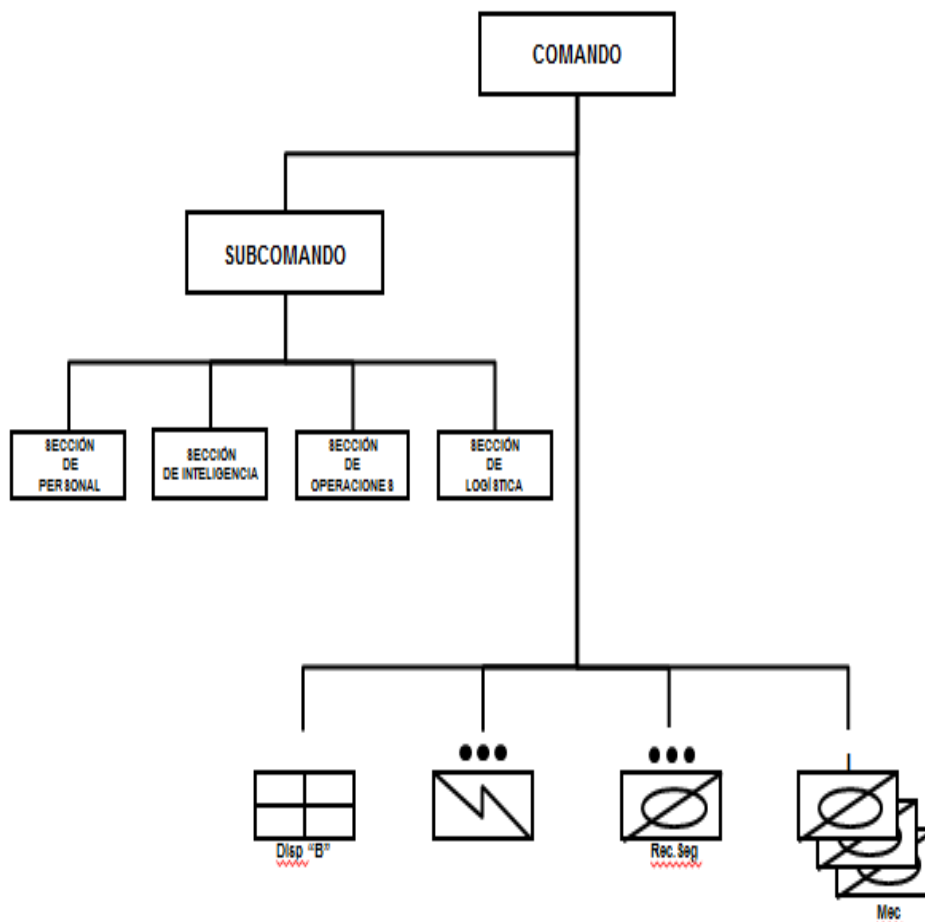 COMANDO
SUBCOMANDO
SECCIÓN
DE
PERSONAL
SECCIÓN
DE INTELIGENCIA
SECCIÓN
DE
OPERACIONES
SECCIÓN
DE
LOGÍSTICA
Disp "B"
Rec.Seg
Mec